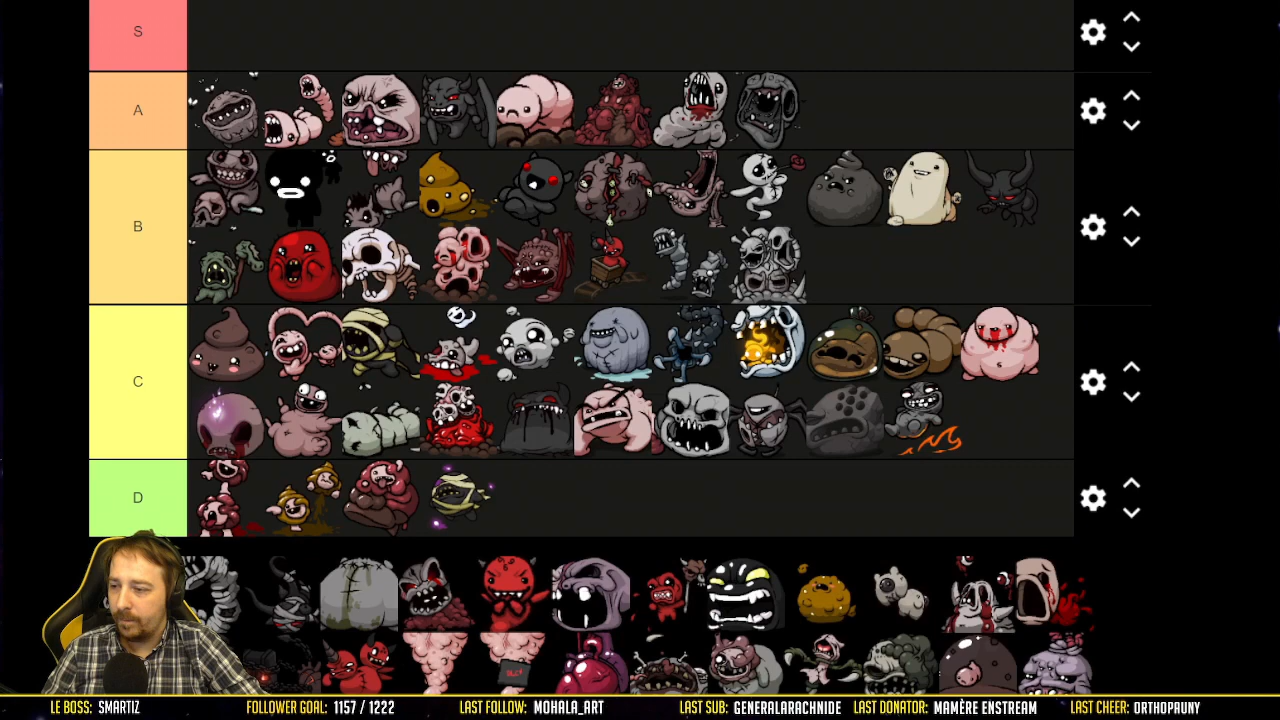 S
A
B
C
D
LE BOSS: SMARTIZ FOLLOWER GOAL: 1157 / 1222 LAST FOLLOW: MOHALA_ART LAST SUB: GENERALARACHNIDE LAST DONATOR: MAMÈRE ENSTREAM LAST CHEER: ORTHOPAUNY